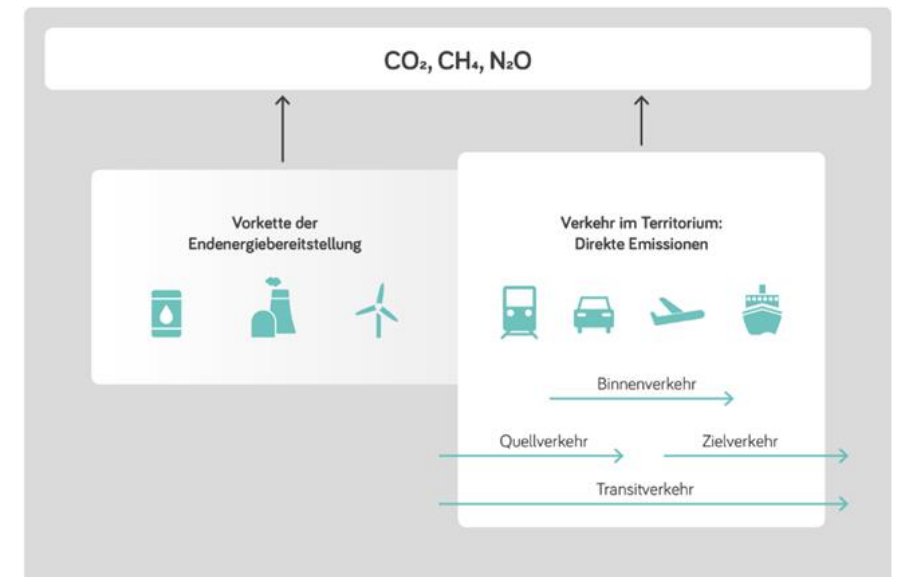 CO₂, CH₄, N₂O
Vorkette der
Endenergiebereitstellung
Verkehr im Territorium:
Direkte Emissionen
Binnenverkehr
Quellverkehr
Zielverkehr
Transitverkehr